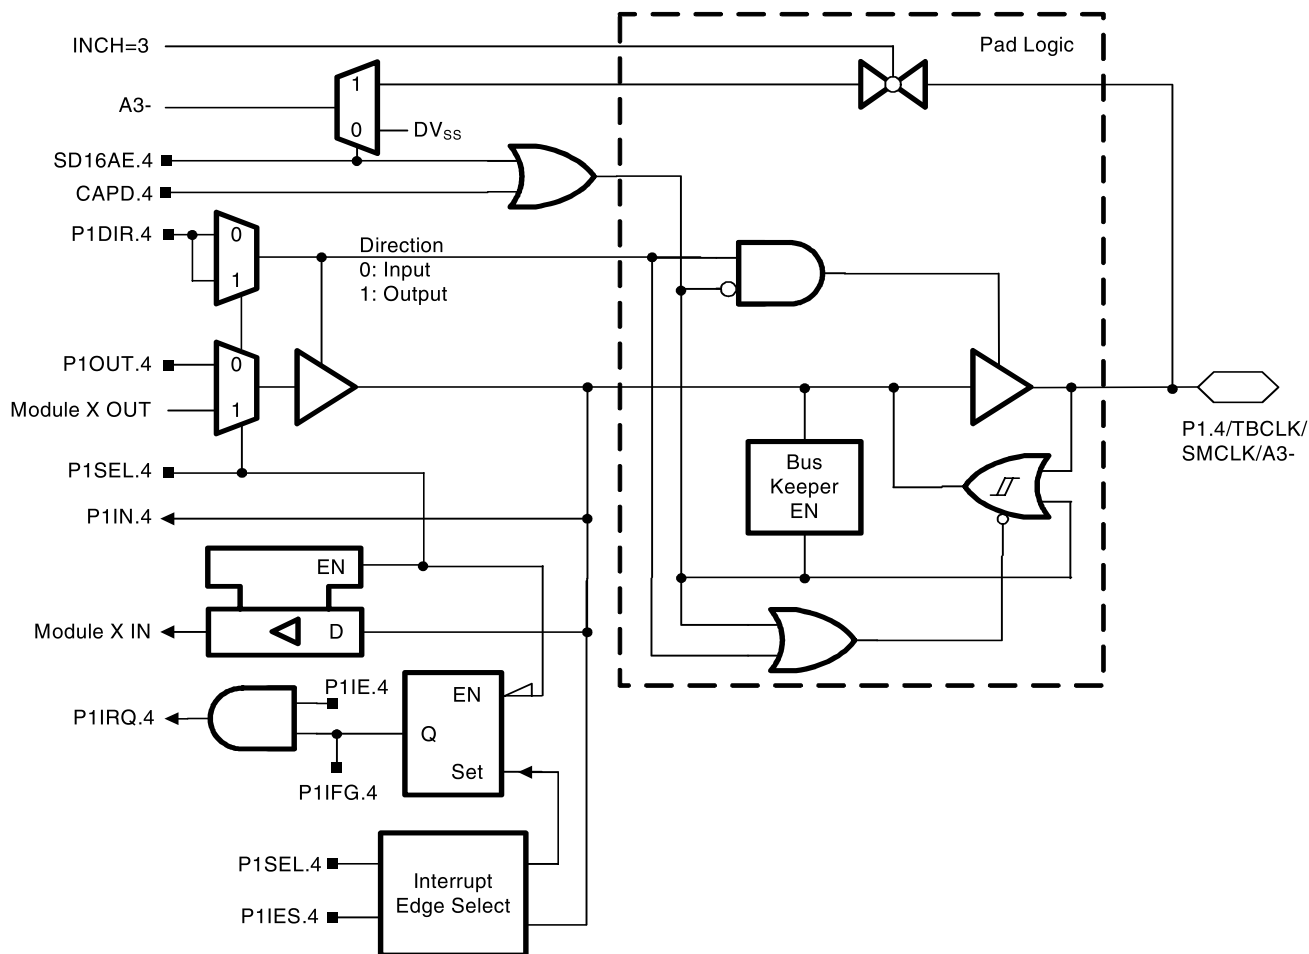 INCH=3
Pad Logic
A3-
1
0
DVSS
SD16AE.4
CAPD.4
P1DIR.4
0
1
Direction
0: Input
1: Output
P1OUT.4
0
Module X OUT
1
P1SEL.4
P1IN.4
Bus
Keeper
EN
P1.4/TBCLK/
SMCLK/A3-
EN
Module X IN
D
P1IE.4
P1IRQ.4
EN
Q
Set
P1IFG.4
P1SEL.4
P1IES.4
Interrupt
Edge Select